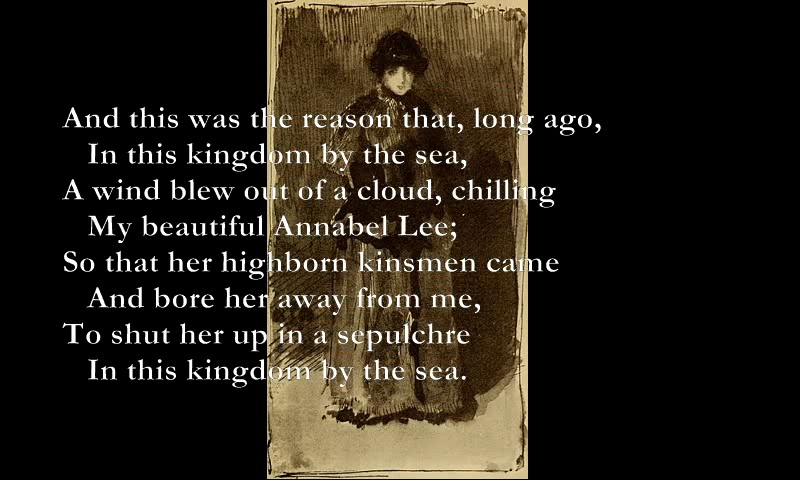 And this was the reason that, long ago,
In this kingdom by the sea,
A wind blew out of a cloud, chilling
My beautiful Annabel Lee;
So that her highborn kinsmen came
And bore her away from me,
To shut her up in a sepulchre
In this kingdom by the sea.